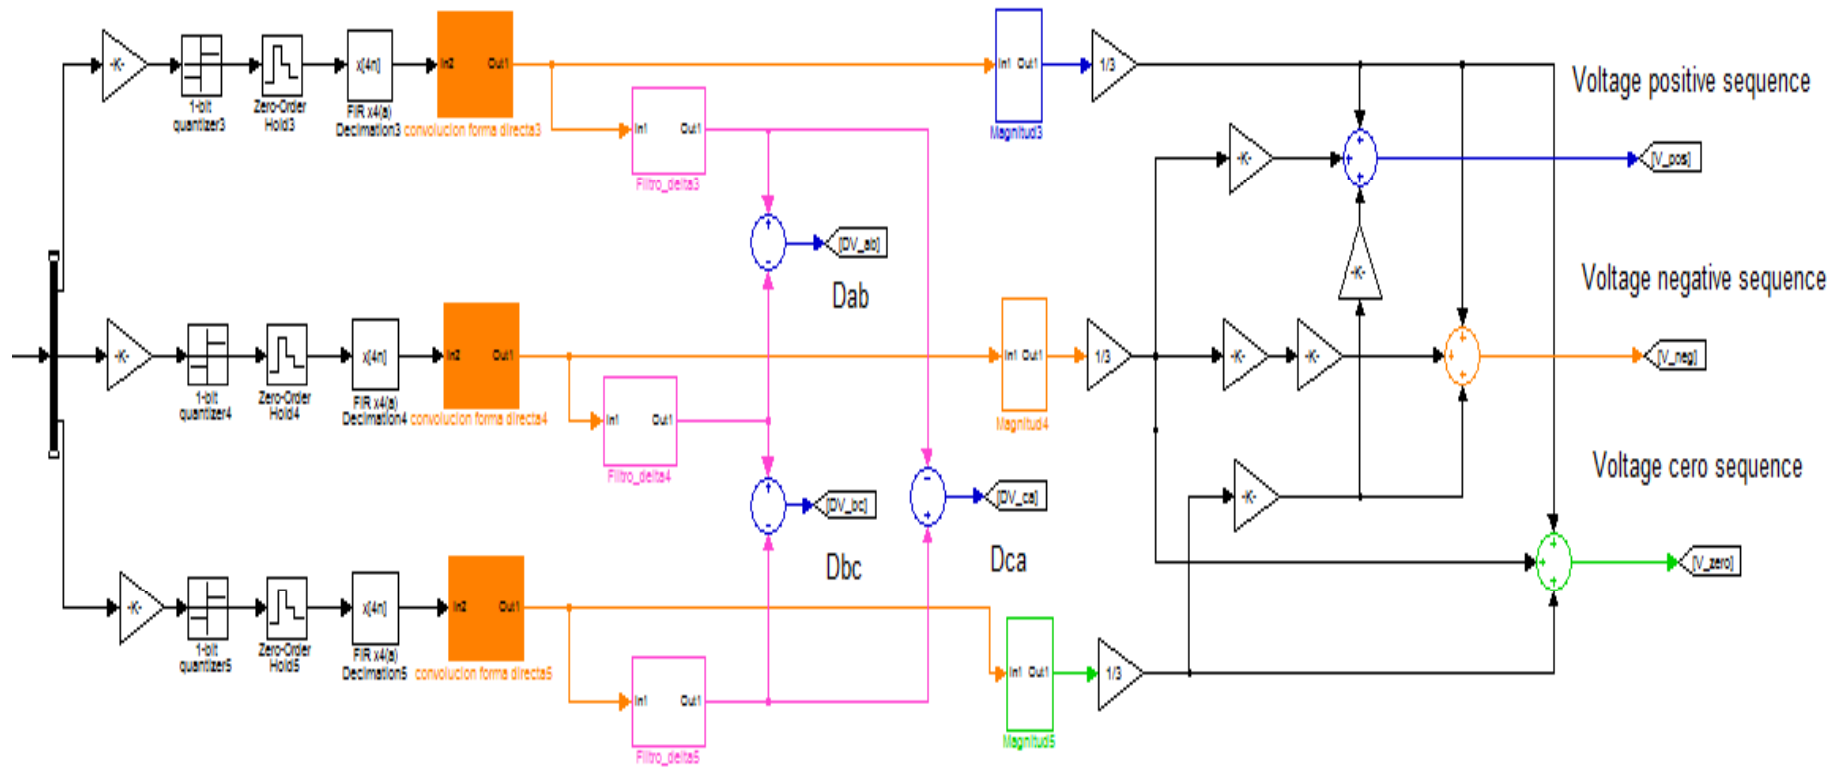 -K-
1-bit
quantizer3
Zero-Order
Hold3
x[4n]
FIR x4(a)
Decimation3
In2 Out1
convolucion forma directa3
In1 Out1
Filtro_delta3
In1 Out1
Magnitud3
1/3
Voltage positive sequence
-K-
[V_pos]
[DV_ab]
Dab
-K-
Voltage negative sequence
-K-
1-bit
quantizer4
Zero-Order
Hold4
x[4n]
FIR x4(a)
Decimation4
In2 Out1
convolucion forma directa4
In1 Out1
Filtro_delta4
In1 Out1
Magnitud4
1/3
-K-
-K-
[V_neg]
Voltage cero sequence
[DV_bc]
Dbc
[DV_ca]
Dca
-K-
[V_zero]
-K-
1-bit
quantizer5
Zero-Order
Hold5
x[4n]
FIR x4(a)
Decimation5
In2 Out1
convolucion forma directa5
In1 Out1
Filtro_delta5
In1 Out1
Magnitud5
1/3